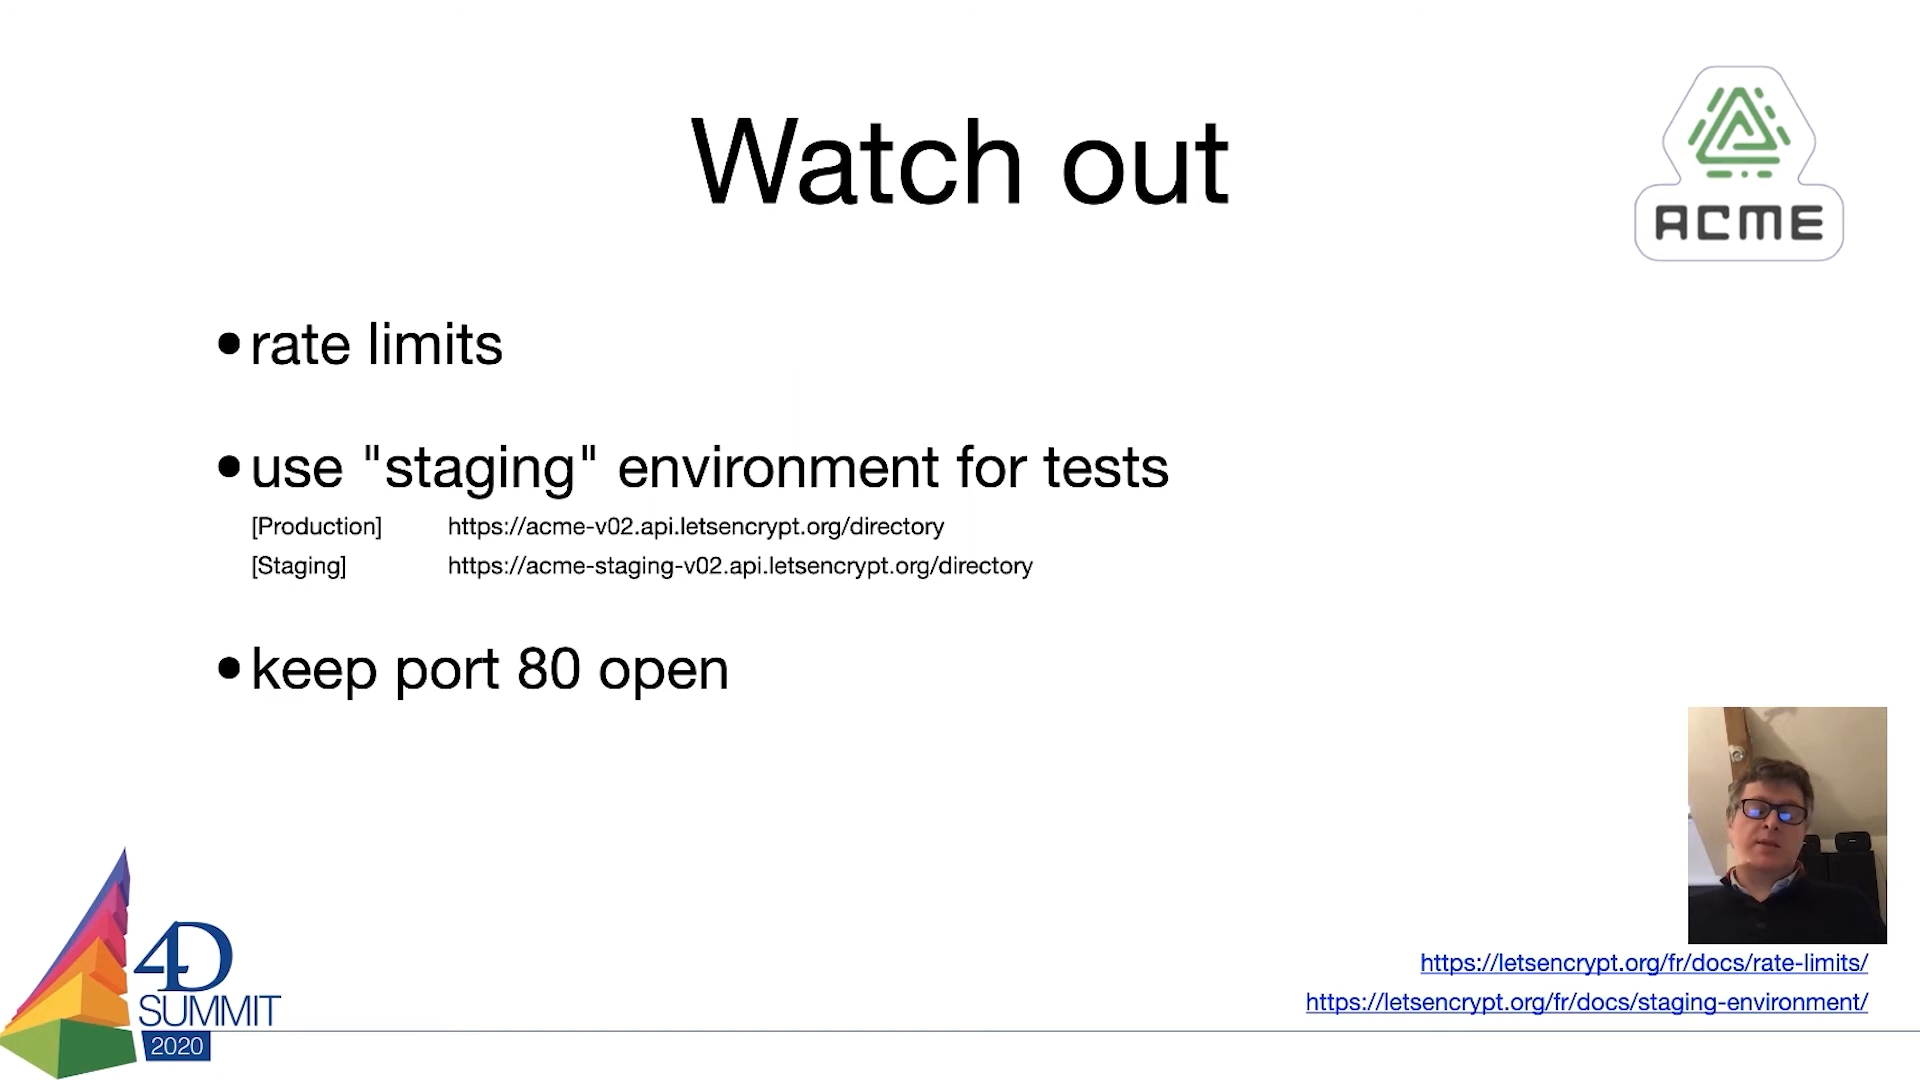 Watch out
ACME
•rate limits
•use "staging" environment for tests
[Production] https://acme-v02.api.letsencrypt.org/directory
[Staging] https://acme-staging-v02.api.letsencrypt.org/directory
•keep port 80 open
https://letsencrypt.org/fr/docs/rate-limits/
https://letsencrypt.org/fr/docs/staging-environment/
4D
SUMMIT
2020